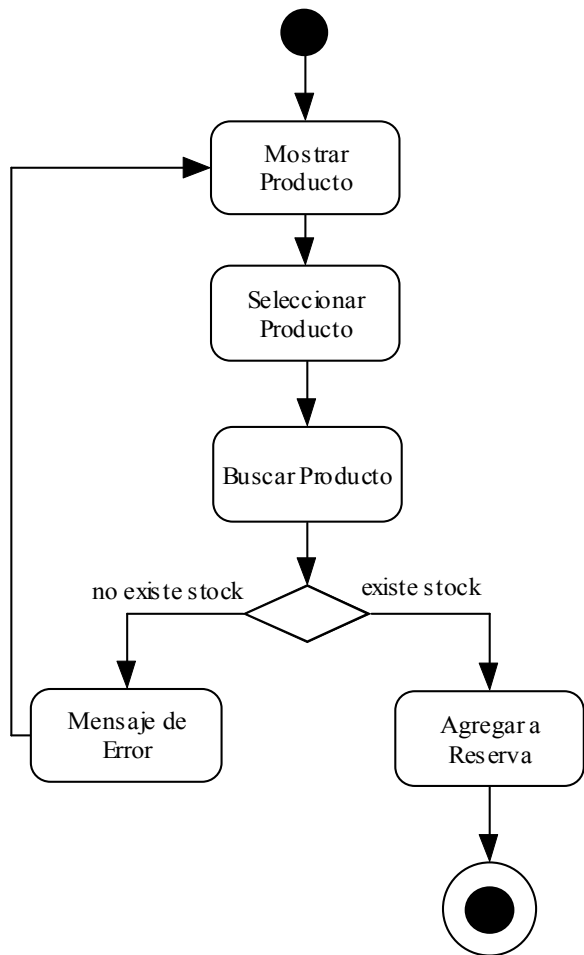 Mostrar
Producto
Seleccionar
Producto
Buscar Producto
no existe stock
existe stock
Mensaje de
Error
Agregar a
Reserva